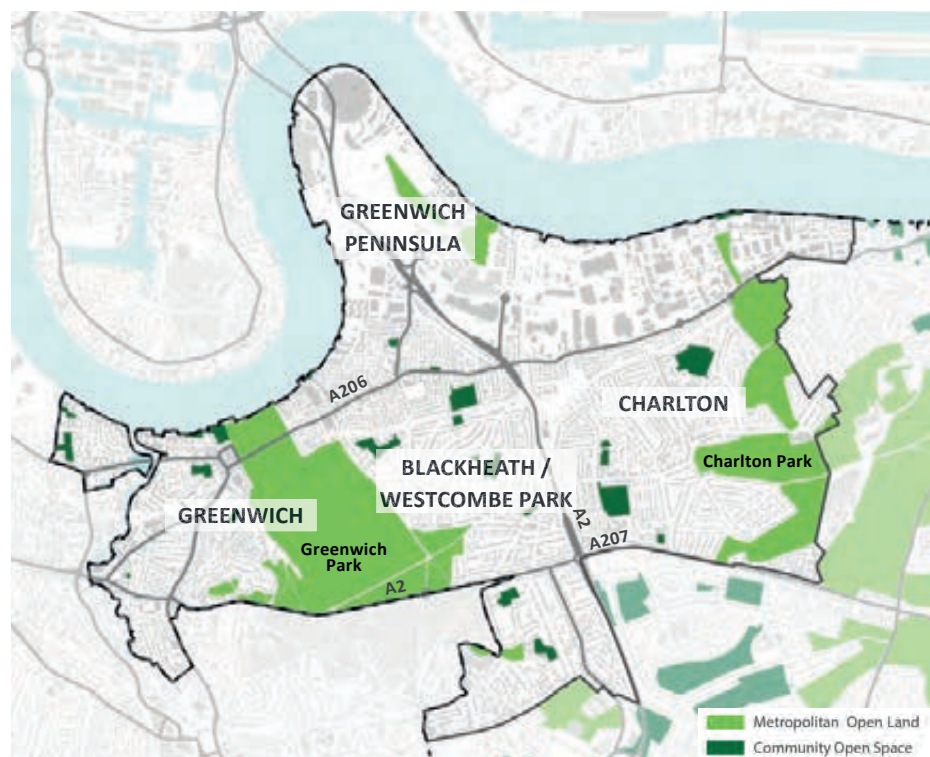 GREENWICH
PENINSULA
A206
CHARLTON
Charlton Park
BLACKHEATH /
WESTCOMBE PARK
GREENWICH
A2
A207
Greenwich
Park
A2
Metropolitan Open Land
Community Open Space